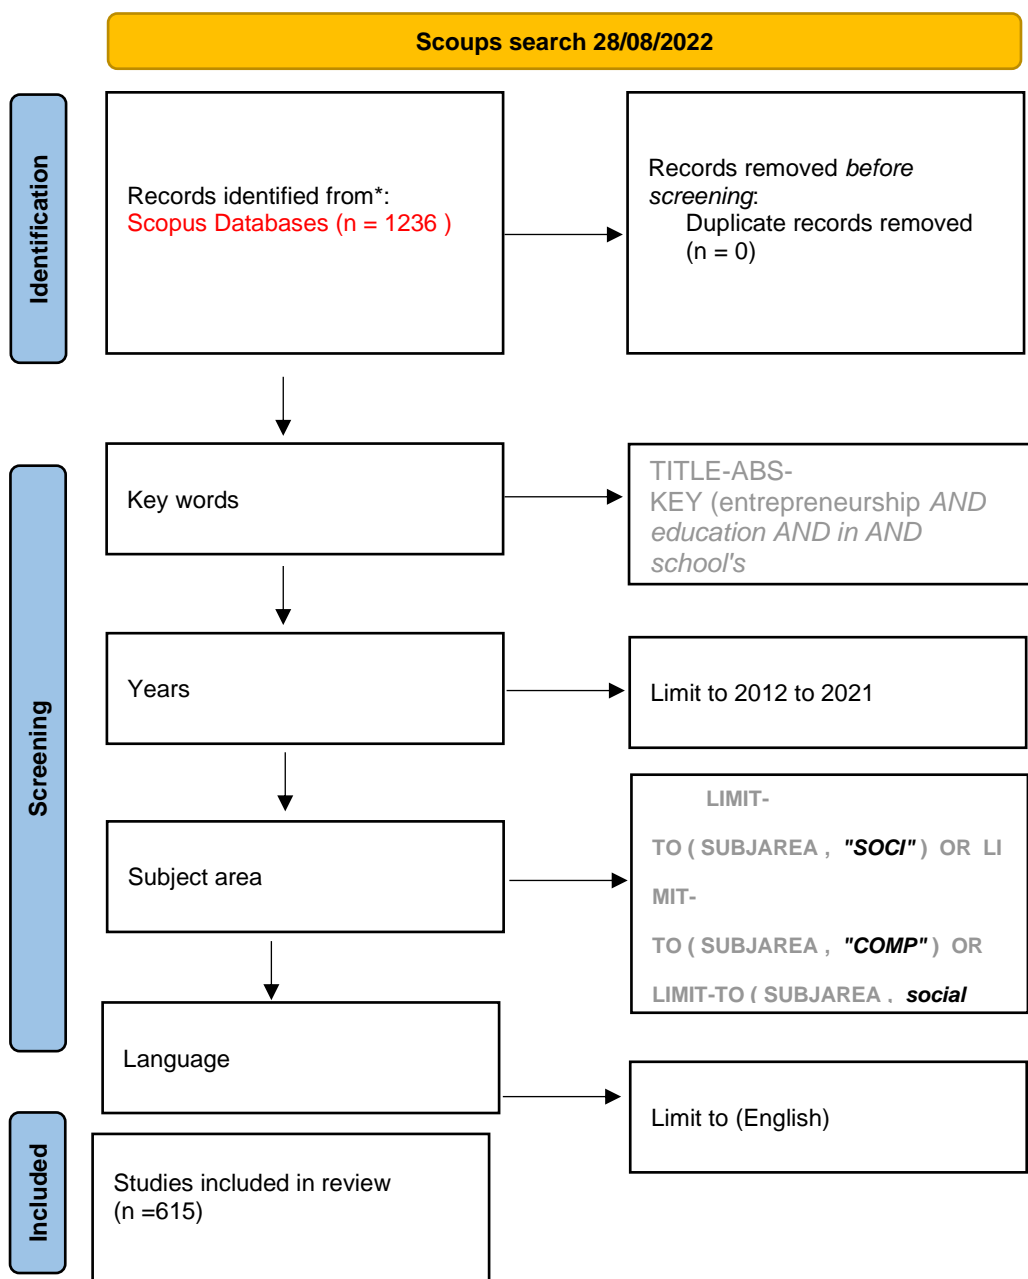 Scoups search 28/08/2022
Identification
Records identified from*:
Scopus Databases (n = 1236 )
Records removed before
screening:
Duplicate records removed
(n = 0)
Screening
Key words
TITLE-ABS-
KEY (entrepreneurship AND
education AND in AND
school's
Years
Limit to 2012 to 2021
Subject area
LIMIT-
TO ( SUBJAREA , "SOCI" ) OR LI
MIT-
TO ( SUBJAREA , "COMP" ) OR
LIMIT-TO ( SUBJAREA , social
Language
Limit to (English)
Included
Studies included in review
(n =615)